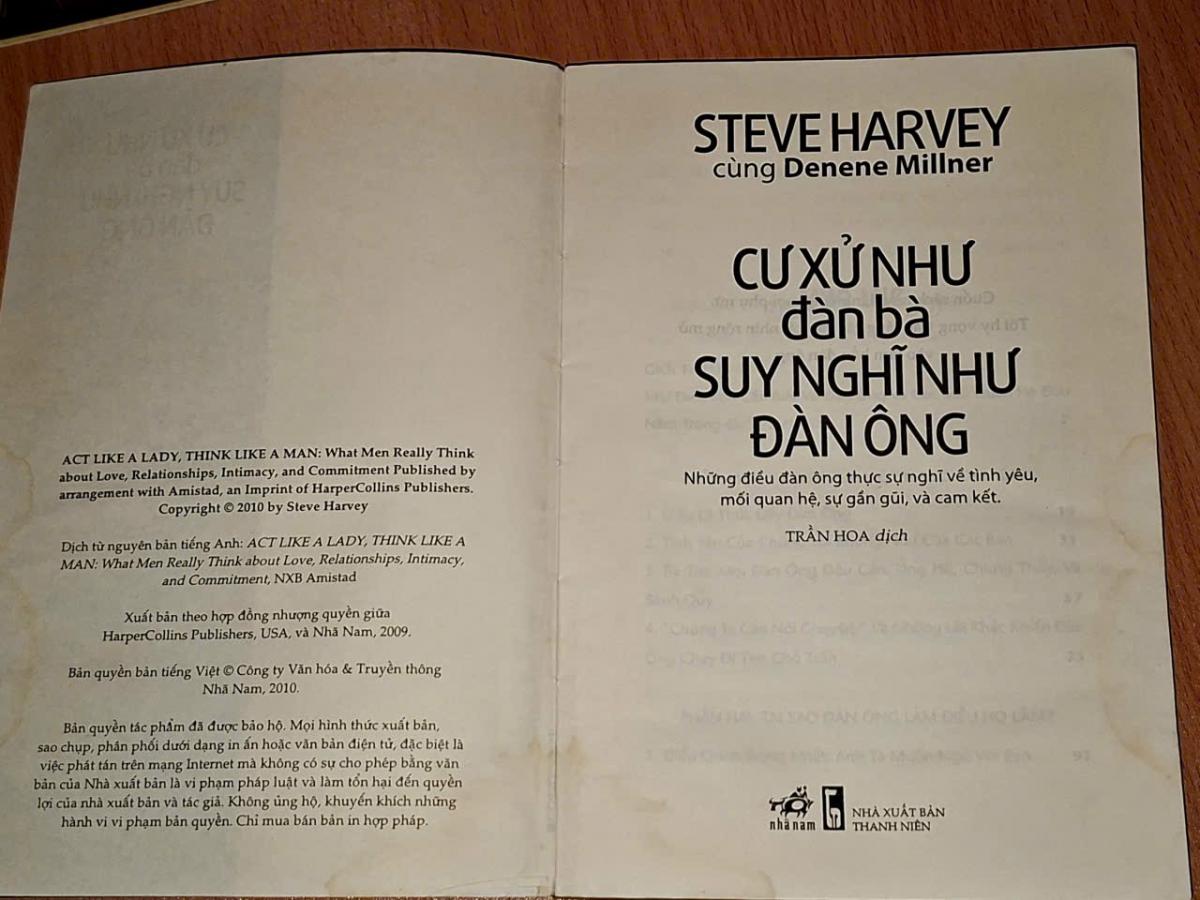 ACT LIKE A LADY, THINK LIKE A MAN: What Men Really Think
about Love, Relationships, Intimacy, and Commitment Published by
arrangement with Amistad, an Imprint of HarperCollins Publishers.
Copyright © 2010 by Steve Harvey
Dịch từ nguyên bản tiếng Anh: ACT LIKE A LADY, THINK LIKE A
MAN: What Men Really Think about Love, Relationships, Intimacy,
and Commitment, NXB Amistad
Xuất bản theo hợp đồng nhượng quyền giữa
HarperCollins Publishers, USA, và Nhã Nam, 2009.
Bản quyền bản tiếng Việt © Công ty Văn hóa & Truyền thông
Nhã Nam, 2010.
Bản quyền tác phẩm đã được bảo hộ. Mọi hình thức xuất bản,
sao chụp, phân phối dưới dạng in ấn hoặc văn bản điện tử, đặc biệt là
việc phát tán trên mạng Internet mà không có sự cho phép bằng văn
bản của Nhà xuất bản là vi phạm pháp luật và làm tổn hại đến quyền
lợi của nhà xuất bản và tác giả. Không ủng hộ, khuyến khích những
hành vi vi phạm bản quyền. Chỉ mua bán bản in hợp pháp.
STEVE HARVEY
cùng Denene Millner
CƯ XỬ NHƯ
đàn bà
SUY NGHĨ NHƯ
ĐÀN ÔNG
Những điều đàn ông thực sự nghĩ về tình yêu,
mối quan hệ, sự gần gũi, và cam kết.
TRẦN HOA dịch
nhã nam
NHÀ XUẤT BẢN
THANH NIÊN